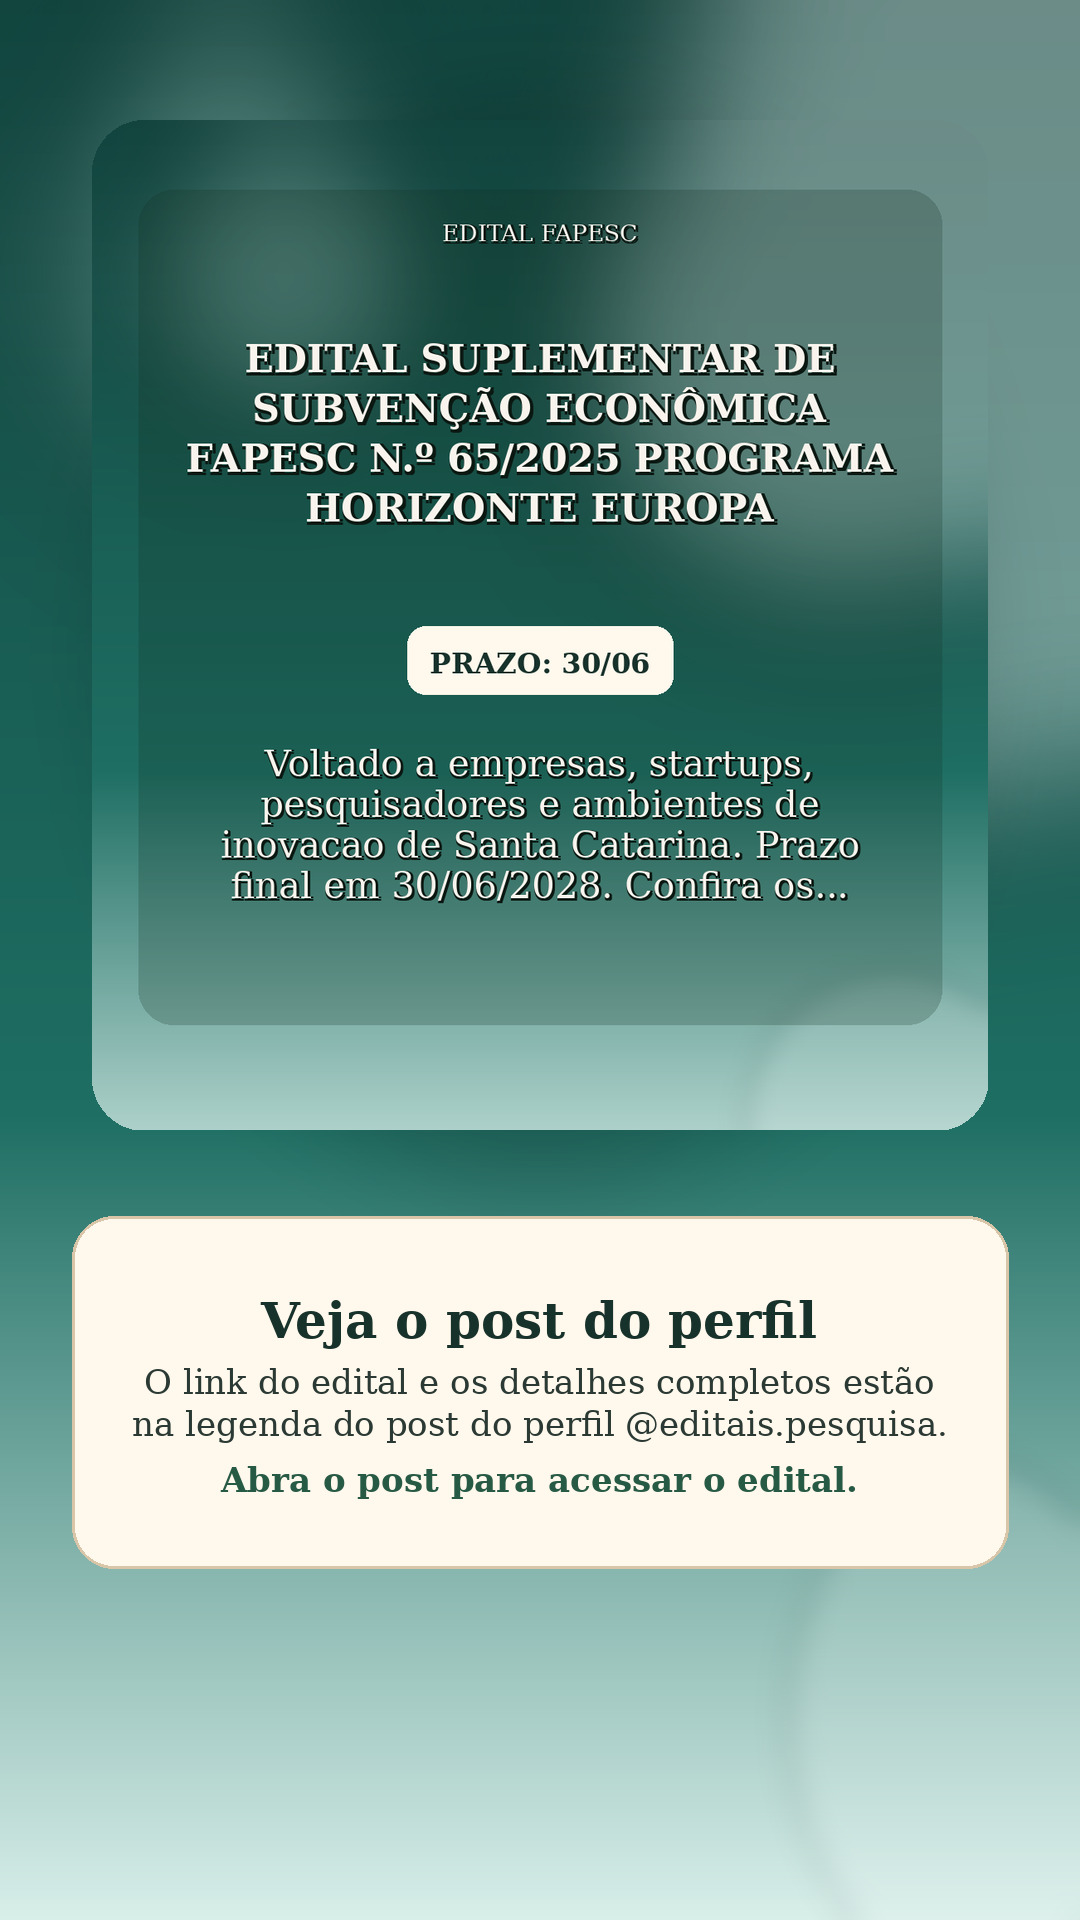 EDITAL FAPESC
EDITAL SUPLEMENTAR DE
SUBVENÇÃO ECONÔMICA
FAPESC N.º 65/2025 PROGRAMA
HORIZONTE EUROPA
PRAZO: 30/06
Voltado a empresas, startups,
pesquisadores e ambientes de
inovacao de Santa Catarina. Prazo
final em 30/06/2028. Confira os...
Veja o post do perfil
O link do edital e os detalhes completos estão
na legenda do post do perfil @editais.pesquisa.
Abra o post para acessar o edital.